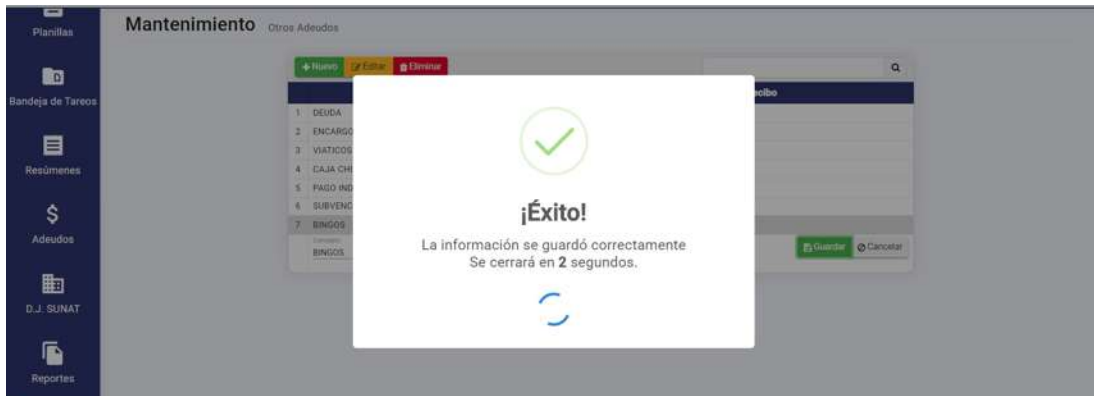 Planillas
Mantenimiento Otros Adeudos
Bandeja de Tareos
Resúmenes
Adeudos
D.J. SUNAT
Reportes
Nuevo Editar Eliminar
1 DEUDA
2 ENCARGO
3 VIATICOS
4 CAJA CHI
5 PAGO IND
6 SUBVENC
7 BINGOS
BINGOS
Guardar Cancelar
¡Éxito!
La información se guardó correctamente
Se cerrará en 2 segundos.